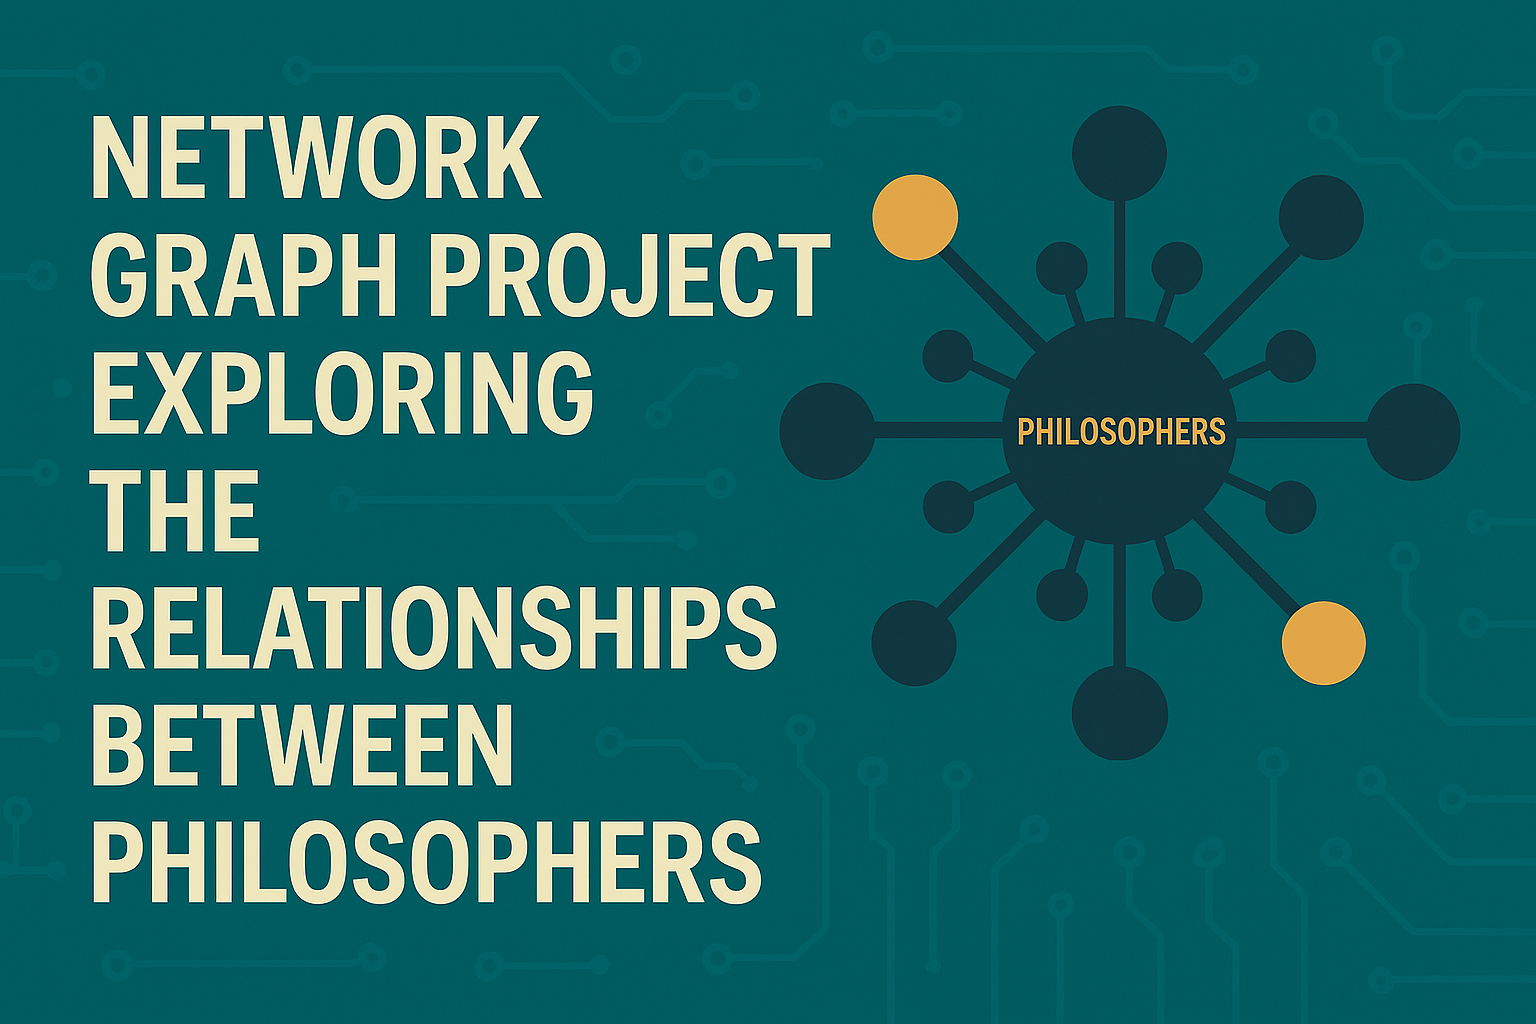 NETWORK
GRAPH PROJECT
EXPLORING
THE
RELATIONSHIPS
BETWEEN
PHILOSOPHERS
PHILOSOPHERS